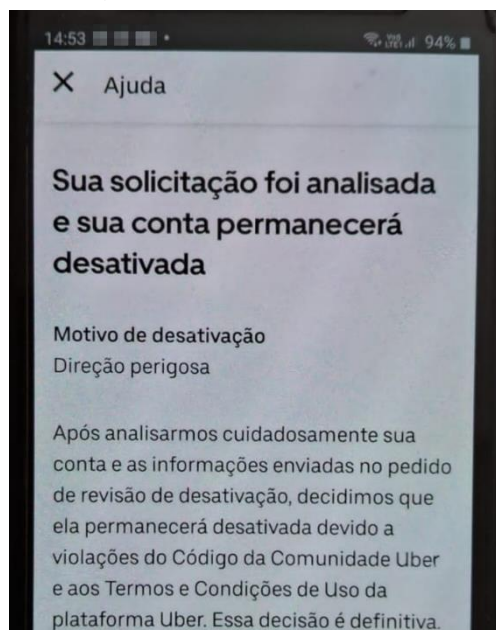 14:53
94%
Ajuda
Sua solicitação foi analisada
e sua conta permanecerá
desativada
Motivo de desativação
Direção perigosa
Após analisarmos cuidadosamente sua
conta e as informações enviadas no pedido
de revisão de desativação, decidimos que
ela permanecerá desativada devido a
violações do Código da Comunidade Uber
e aos Termos e Condições de Uso da
plataforma Uber. Essa decisão é definitiva.